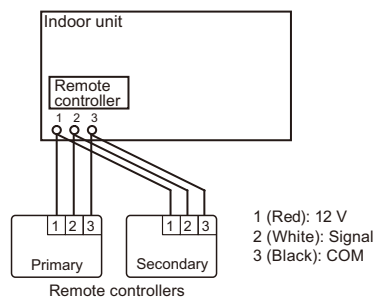 Indoor unit
Remote
controller
1 2 3
1 2 3
1 2 3
Primary
Secondary
Remote controllers
1 (Red): 12 V
2 (White): Signal
3 (Black): COM